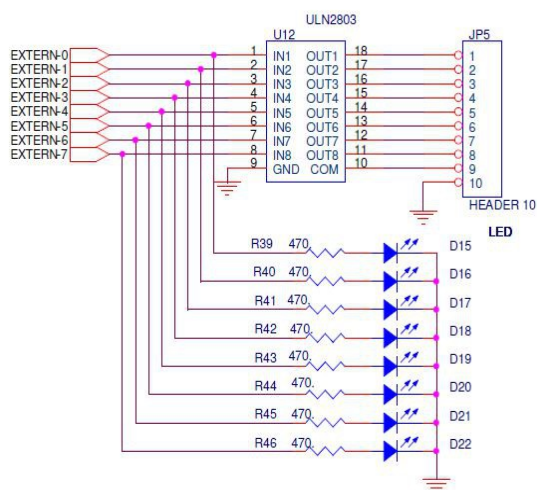 ULN2803
U12
JP5
EXTERN-0 1 IN1 OUT1 18 1
EXTERN-1 2 IN2 OUT2 17 2
EXTERN-2 3 IN3 OUT3 16 3
EXTERN-3 4 IN4 OUT4 15 4
EXTERN-4 5 IN5 OUT5 14 5
EXTERN-5 6 IN6 OUT6 13 6
EXTERN-6 7 IN7 OUT7 12 7
EXTERN-7 8 IN8 OUT8 11 8
9 GND COM 10 9
10
HEADER 10
LED
R39 470. D15
R40 470. D16
R41 470. D17
R42 470. D18
R43 470. D19
R44 470. D20
R45 470. D21
R46 470. D22